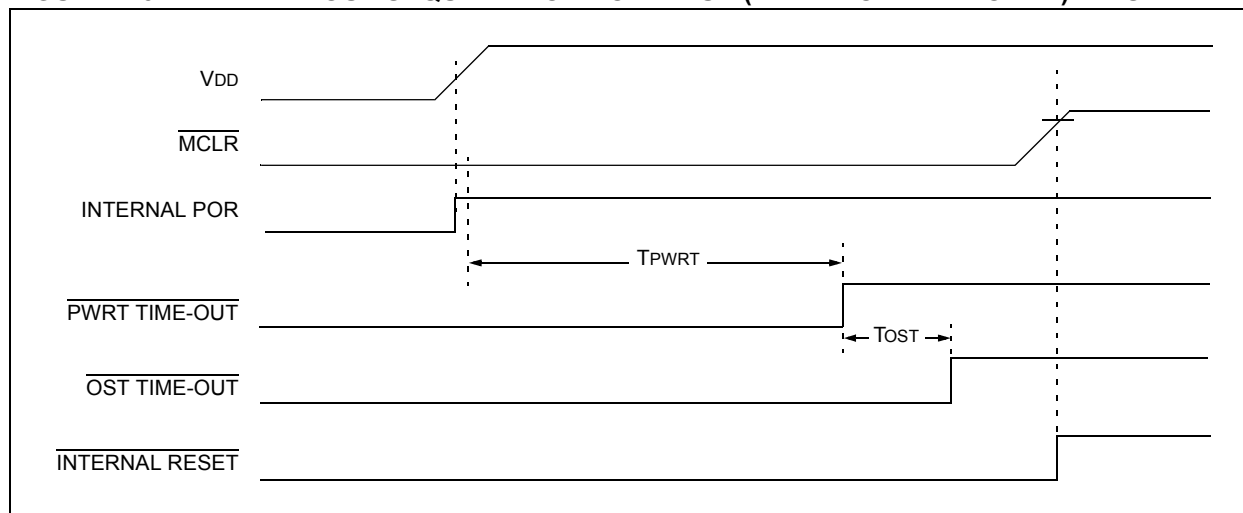 VDD
MCLR
INTERNAL POR
TPWRT
PWRT TIME-OUT
TOST
OST TIME-OUT
INTERNAL RESET